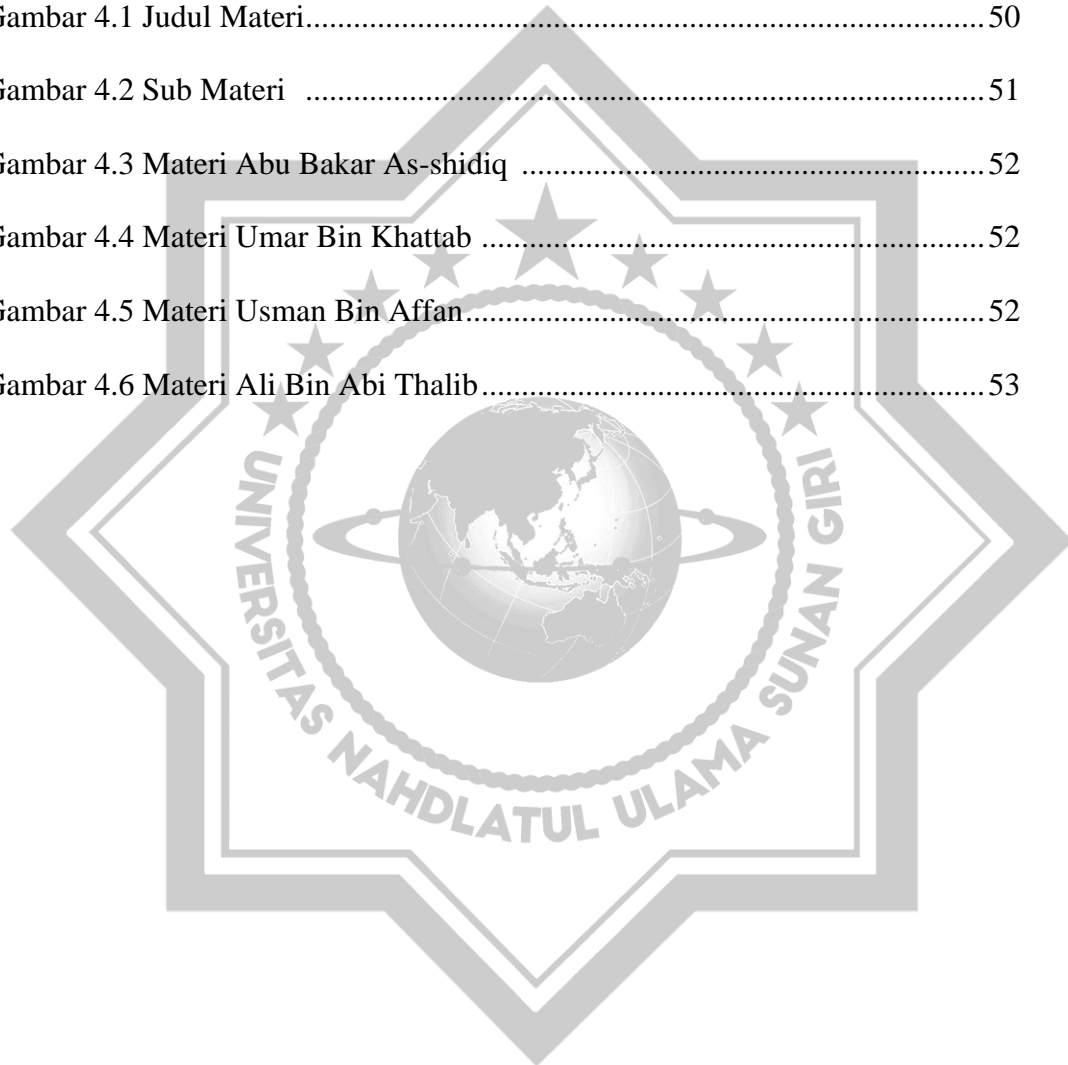 Gambar 4.1 Judul Materi.......................................................................................50
Gambar 4.2 Sub Materi .......................................................................................51
Gambar 4.3 Materi Abu Bakar As-shidiq ...........................................................52
Gambar 4.4 Materi Umar Bin Khattab ................................................................52
Gambar 4.5 Materi Usman Bin Affan..................................................................52
Gambar 4.6 Materi Ali Bin Abi Thalib................................................................53
UNIVERSITAS NAHDLATUL ULAMA SUNAN GIRI